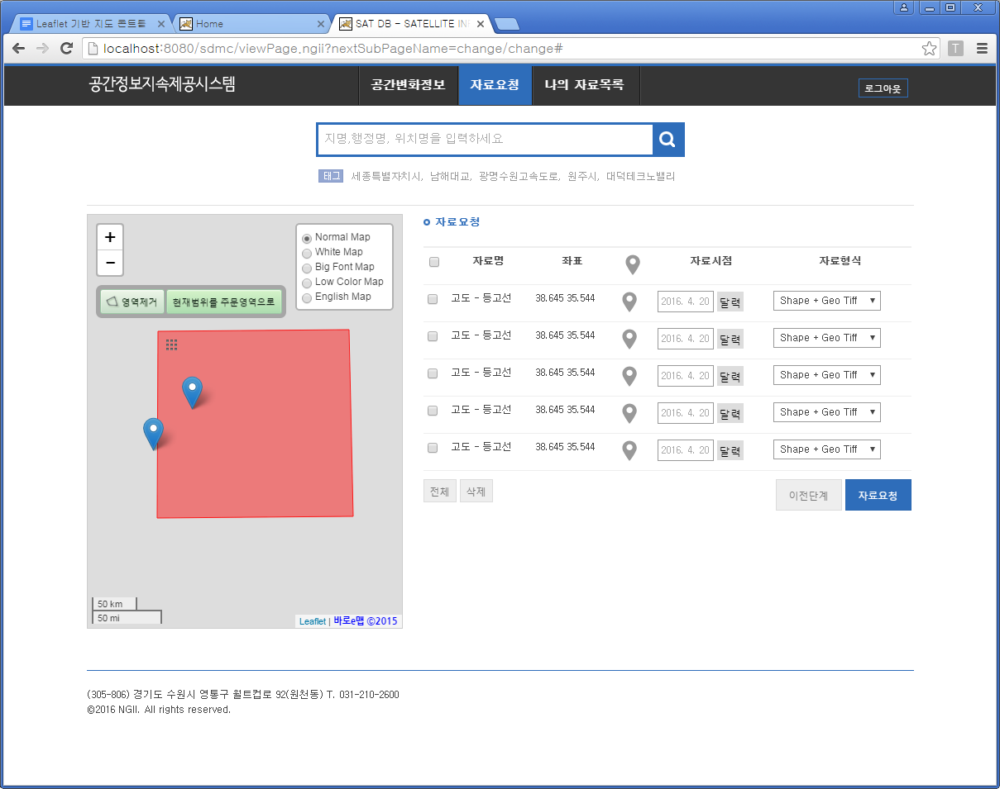 Leaflet 기반 지도 콘트롤
Home
SAT DB - SATELLITE IN
localhost:8080/sdmc/viewPage.ngii?nextSubPageName=change/change#
T
공간정보지속제공시스템
공간변화정보
자료요청
나의 자료목록
로그아웃
지명,행정명, 위치명을 입력하세요
태그 세종특별자치시, 남해대교, 광명수원고속도로, 원주시, 대덕테크노밸리
+
-
Normal Map
White Map
Big Font Map
Low Color Map
English Map
영역제거
현재범위를 주문영역으로
50 km
50 mi
Leaflet | 바로e맵 ©2015
자료요청
자료명 좌표 자료시점 자료형식
고도 - 등고선 38.645 35.544 2016. 4. 20 달력 Shape + Geo Tiff
고도 - 등고선 38.645 35.544 2016. 4. 20 달력 Shape + Geo Tiff
고도 - 등고선 38.645 35.544 2016. 4. 20 달력 Shape + Geo Tiff
고도 - 등고선 38.645 35.544 2016. 4. 20 달력 Shape + Geo Tiff
고도 - 등고선 38.645 35.544 2016. 4. 20 달력 Shape + Geo Tiff
전체 삭제 이전단계 자료요청
(305-806) 경기도 수원시 영통구 월트컵로 92(원천동) T. 031-210-2600
©2016 NGII. All rights reserved.